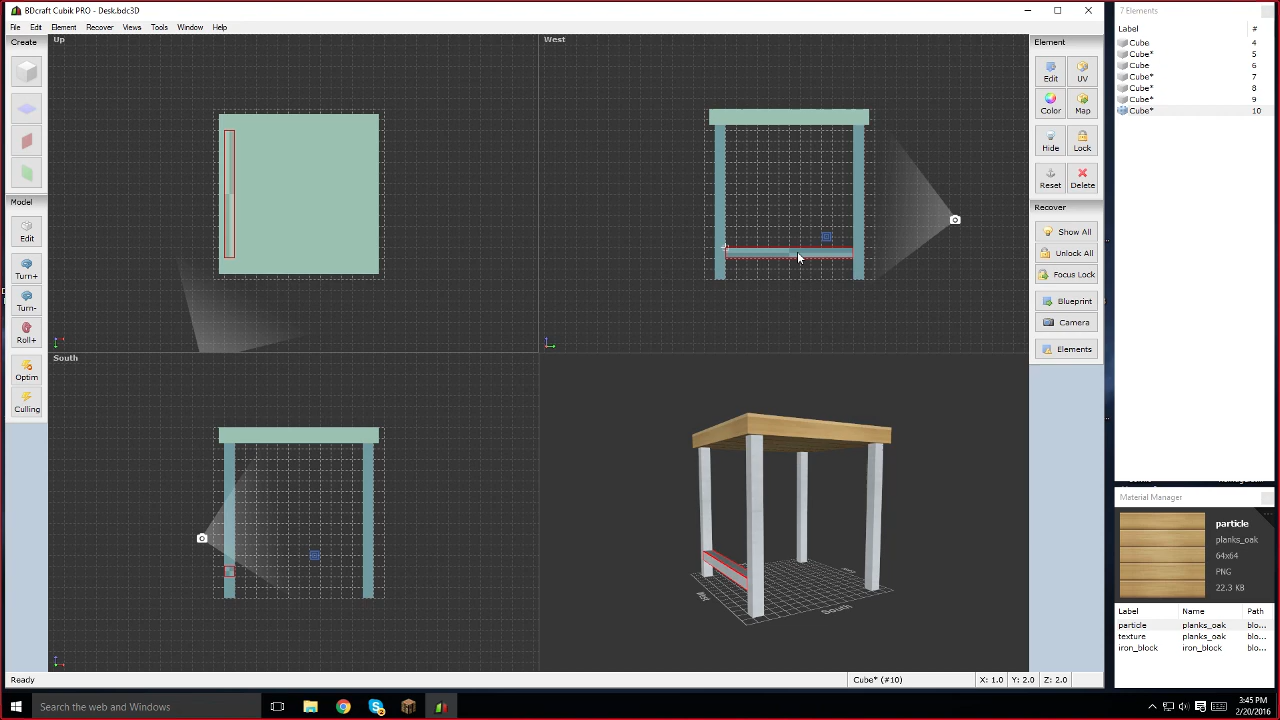 BDcraft Cubik PRO - Desk.bdc3D
File Edit Element Recover Views Tools Window Help
Create
Model
Edit
Turn+
Turn-
Roll+
Optim
Culling
Up
West
South
Element
Edit UV
Color Map
Hide Lock
Reset Delete
Recover
Show All
Unlock All
Focus Lock
Blueprint
Camera
Elements
7 Elements
Label #
Cube 4
Cube* 5
Cube 6
Cube* 7
Cube* 8
Cube* 9
Cube* 10
Material Manager
particle
planks_oak
64x64
PNG
22.3 KB
Label Name Path
particle planks_oak blo...
texture planks_oak blo...
iron_block iron_block blo...
South
Ready
Cube* (#10) X: 1.0 Y: 2.0 Z: 2.0
Search the web and Windows
3:45 PM
2/20/2016